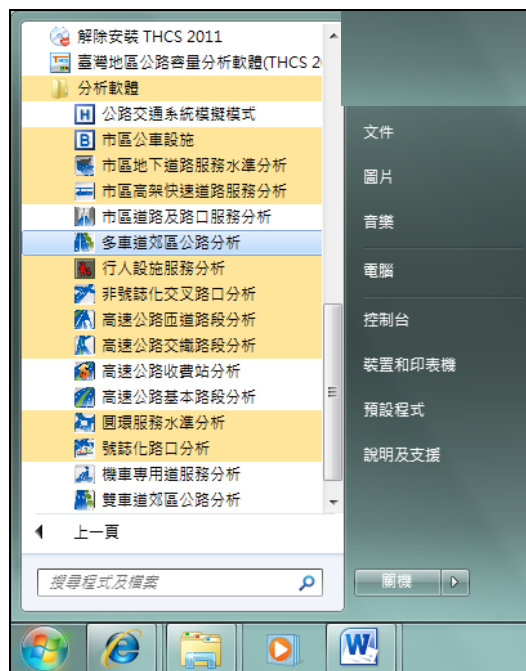 解除安裝 THCS 2011
臺灣地區公路容量分析軟體(THCS 2
分析軟體
公路交通系統模擬模式
市區公車設施
市區地下道路服務水準分析
市區高架快速道路服務分析
市區道路及路口服務分析
多車道郊區公路分析
行人設施服務分析
非號誌化交叉路口分析
高速公路匝道路段分析
高速公路交織路段分析
高速公路收費站分析
高速公路基本路段分析
圓環服務水準分析
號誌化路口分析
機車專用道服務分析
雙車道郊區公路分析
上一頁
搜尋程式及檔案
文件
圖片
音樂
電腦
控制台
裝置和印表機
預設程式
說明及支援
關機